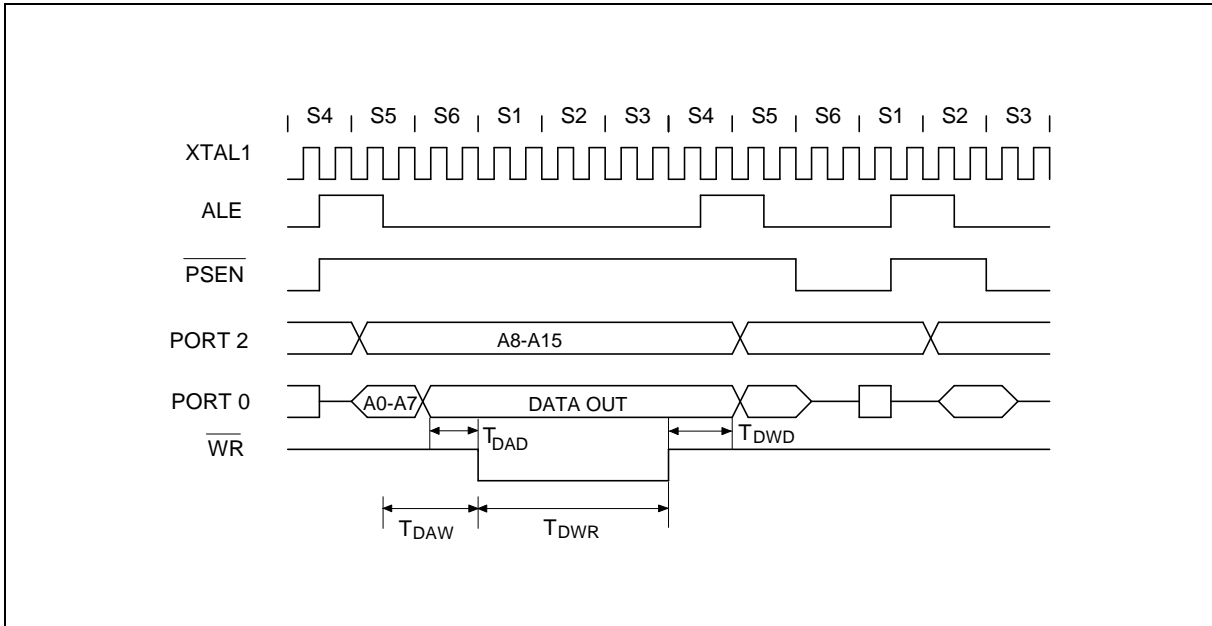 S4 S5 S6 S1 S2 S3 S4 S5 S6 S1 S2 S3
XTAL1
ALE
PSEN
PORT 2 A8-A15
PORT 0 A0-A7 DATA OUT
WR TDAD TDWD
TDAW TDWR